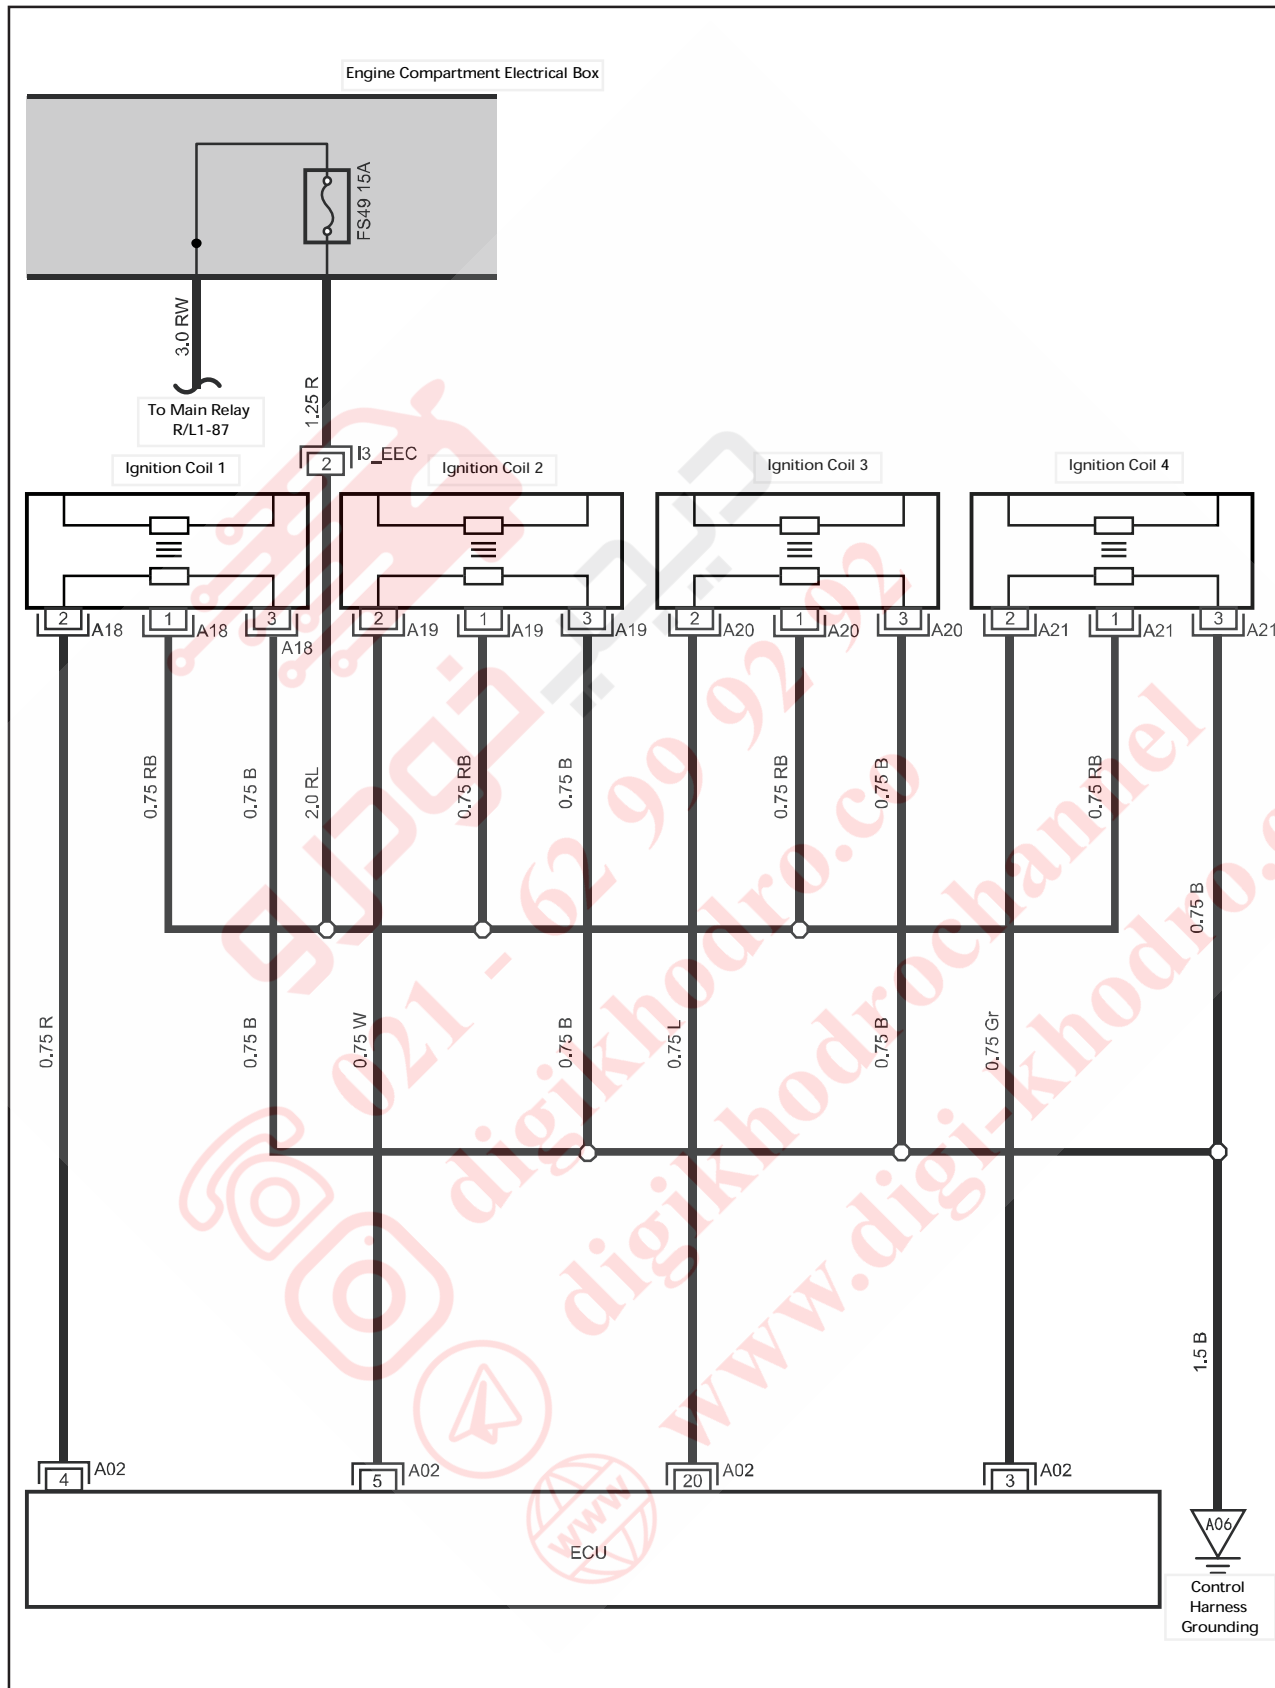 Engine Compartment Electrical Box
FS49 15A
3.0 RW
1.25 R
To Main Relay
R/L1-87
I3_EEC
2
Ignition Coil 1
Ignition Coil 2
Ignition Coil 3
Ignition Coil 4
2 A18 1 A18 3 A18
2 A19 1 A19 3 A19
2 A20 1 A20 3 A20
2 A21 1 A21 3 A21
0.75 RB
0.75 B
2.0 RL
0.75 RB
0.75 B
0.75 RB
0.75 B
0.75 RB
0.75 B
0.75 R
0.75 B
0.75 W
0.75 B
0.75 L
0.75 B
0.75 Gr
1.5 B
4 A02
5 A02
20 A02
3 A02
ECU
A06
Control
Harness
Grounding
دیجیتال خودرو
021 - 62 99 92 92
digikhodro.co
digikhodrochannel
www.digi-khodro.c
www